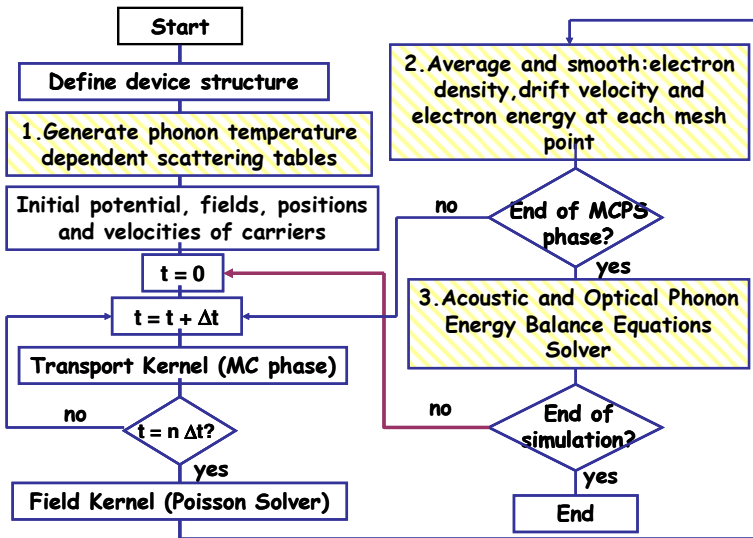 Start
Define device structure
1.Generate phonon temperature
dependent scattering tables
Initial potential, fields, positions
and velocities of carriers
t = 0
t = t + Δt
Transport Kernel (MC phase)
no
t = n Δt?
yes
Field Kernel (Poisson Solver)
2.Average and smooth:electron
density,drift velocity and
electron energy at each mesh
point
no
End of MCPS
phase?
yes
3.Acoustic and Optical Phonon
Energy Balance Equations
Solver
no
End of
simulation?
yes
End